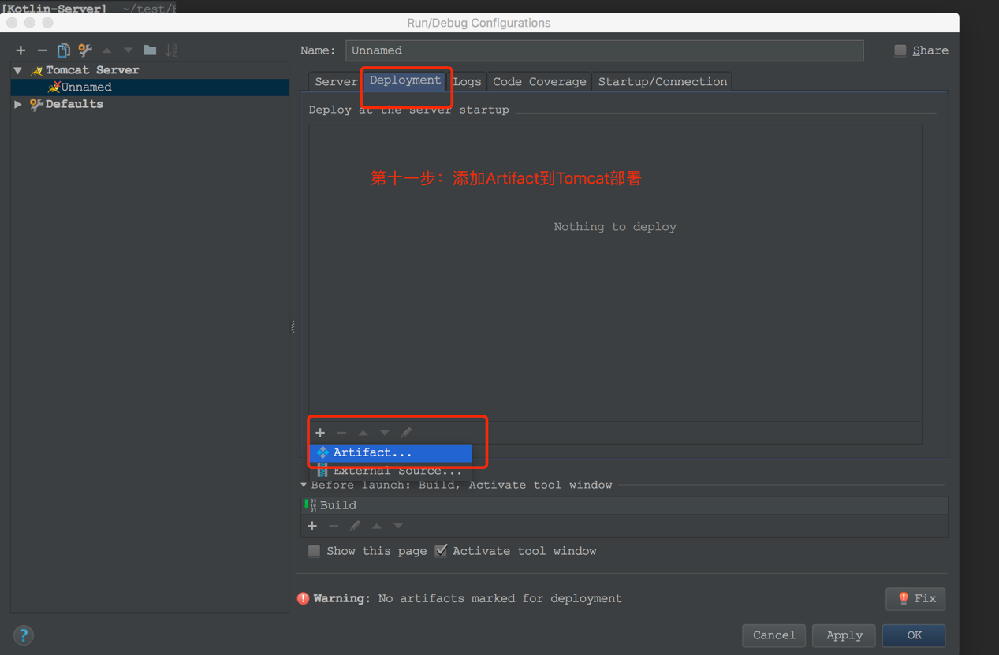 [Kotlin-Server] ~/test/
Run/Debug Configurations
Name: Unnamed
Share
Tomcat Server
Unnamed
Defaults
Server
Deployment
Logs
Code Coverage
Startup/Connection
Deploy at the server startup
第十一步：添加Artifact到Tomcat部署
Nothing to deploy
Artifact...
External Source...
Before launch: Build, Activate tool window
Build
Show this page
Activate tool window
Warning: No artifacts marked for deployment
Fix
?
Cancel
Apply
OK